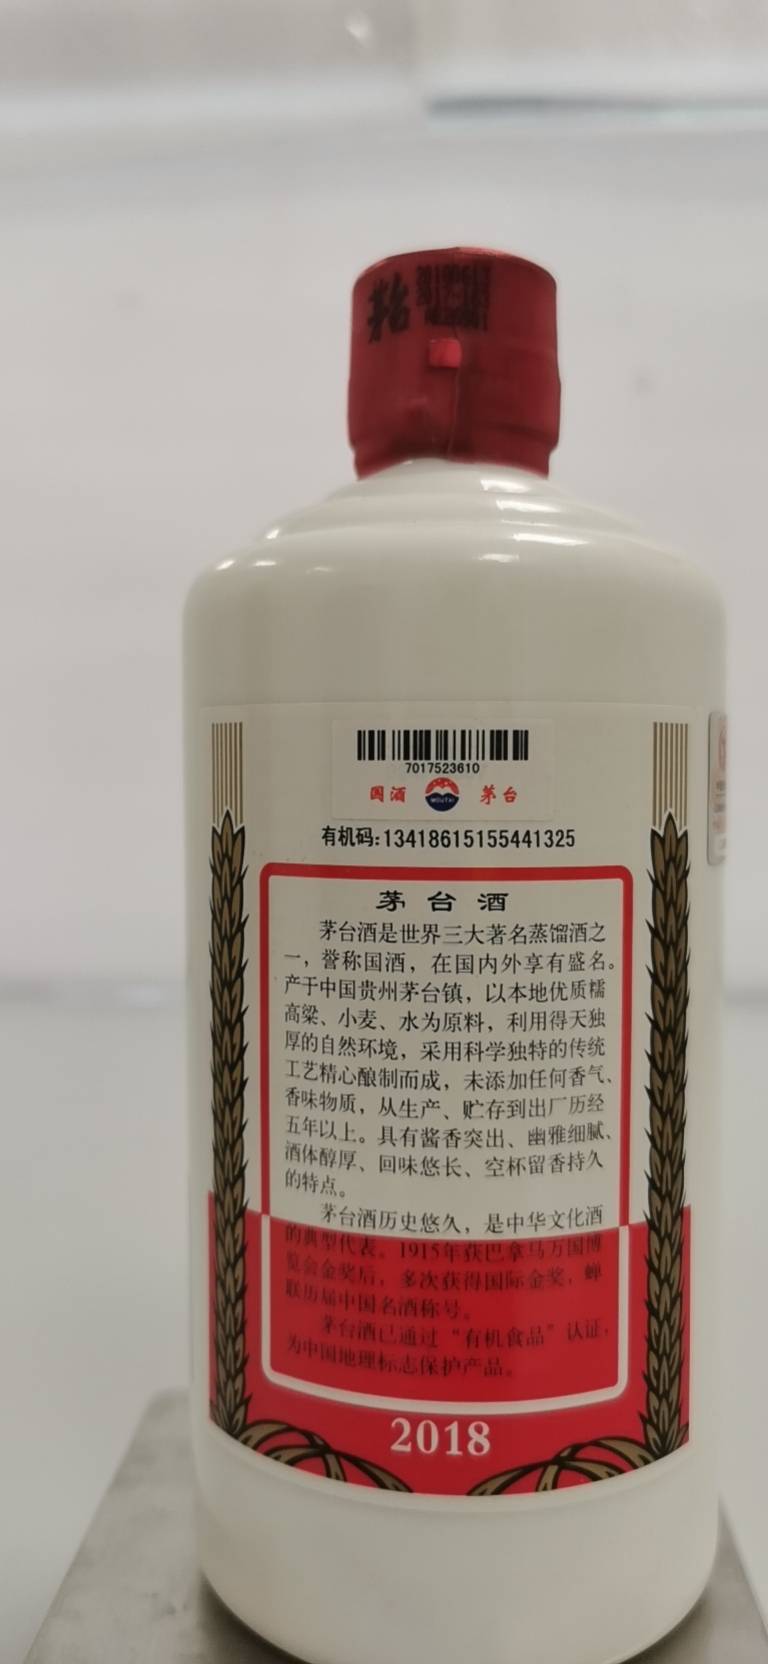 茅台
7017523610
国酒 MOUTAI 茅台
有机码:13418615155441325
茅台酒
茅台酒是世界三大著名蒸馏酒之
一，誉称国酒，在国内外享有盛名。
产于中国贵州茅台镇，以本地优质糯
高粱、小麦、水为原料，利用得天独
厚的自然环境，采用科学独特的传统
工艺精心酿制而成，未添加任何香气、
香味物质，从生产、贮存到出厂历经
五年以上。具有酱香突出、幽雅细腻、
酒体醇厚、回味悠长、空杯留香持久
的特点。
茅台酒历史悠久，是中华文化酒
的典型代表。1915年获巴拿马万国博
览会金奖后，多次获得国际金奖，蝉
联历届中国名酒称号。
茅台酒已通过“有机食品”认证，
为中国地理标志保护产品。
2018